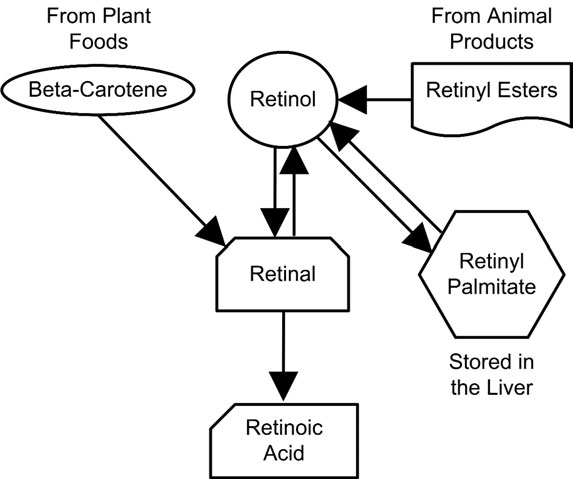 From Plant
Foods
Beta-Carotene
Retinol
From Animal
Products
Retinyl Esters
Retinal
Retinyl
Palmitate
Stored in
the Liver
Retinoic
Acid